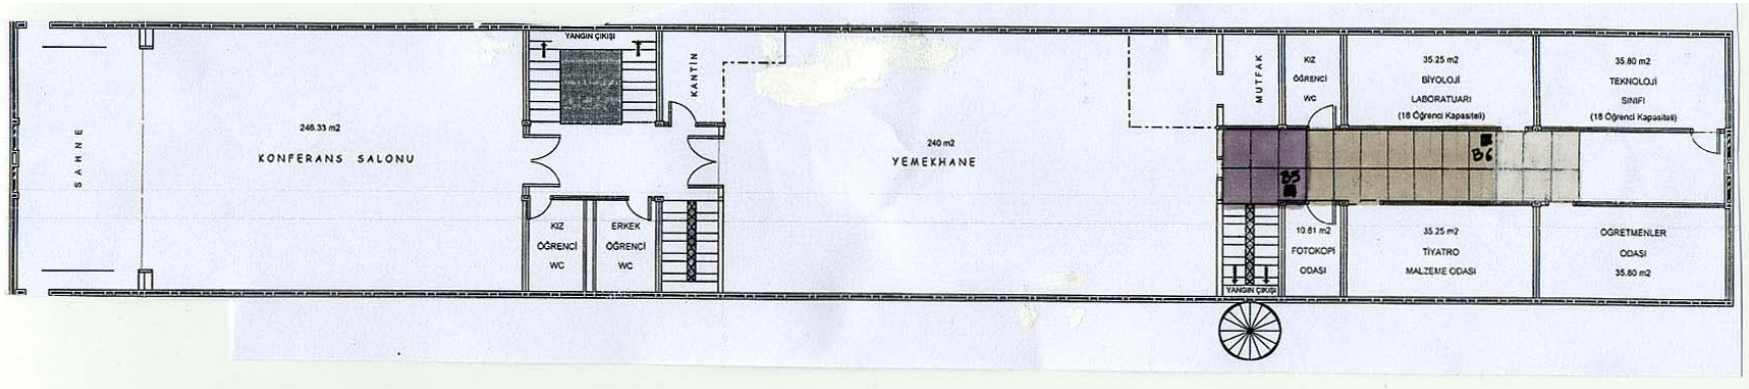 SAHNE
246.33 m2
KONFERANS SALONU
YANGIN ÇIKIŞI
KANTİN
KIZ
ÖĞRENCİ
WC
ERKEK
ÖĞRENCİ
WC
240 m2
YEMEKHANE
MUTFAK
KIZ
ÖĞRENCİ
WC
35.25 m2
BİYOLOJİ
LABORATUARI
(18 Öğrenci Kapasiteli)
35.80 m2
TEKNOLOJİ
SINIFI
(18 Öğrenci Kapasiteli)
B5
B6
YANGIN ÇIKIŞI
10.61 m2
FOTOKOPİ
ODASI
35.25 m2
TİYATRO
MALZEME ODASI
ÖĞRETMENLER
ODASI
35.80 m2